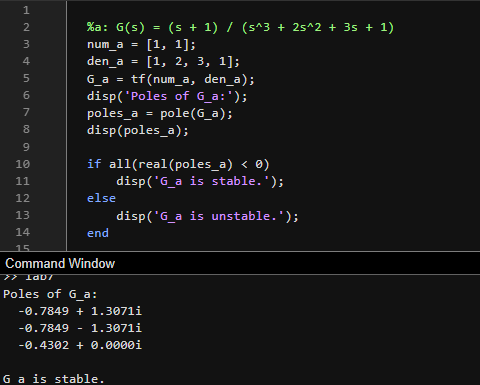 1
2 %a: G(s) = (s + 1) / (s^3 + 2s^2 + 3s + 1)
3 num_a = [1, 1];
4 den_a = [1, 2, 3, 1];
5 G_a = tf(num_a, den_a);
6 disp('Poles of G_a:');
7 poles_a = pole(G_a);
8 disp(poles_a);
9
10 if all(real(poles_a) < 0)
11 disp('G_a is stable.');
12 else
13 disp('G_a is unstable.');
14 end
15
Command Window
>> lab7
Poles of G_a:
-0.7849 + 1.3071i
-0.7849 - 1.3071i
-0.4302 + 0.0000i
G_a is stable.